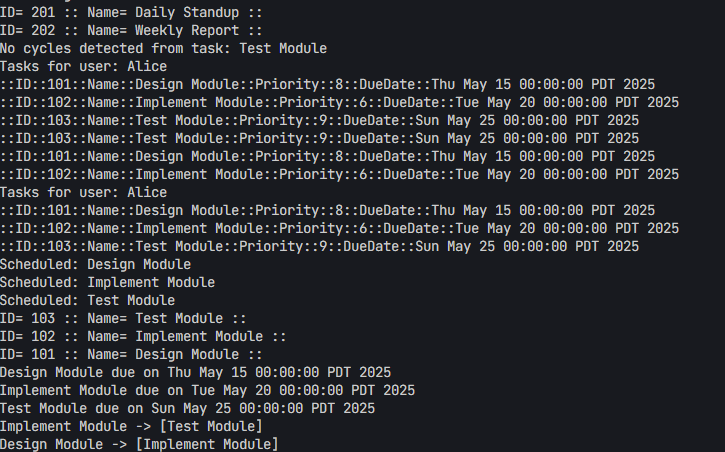 ID= 201 :: Name= Daily Standup ::
ID= 202 :: Name= Weekly Report ::
No cycles detected from task: Test Module
Tasks for user: Alice
::ID::101::Name::Design Module::Priority::8::DueDate::Thu May 15 00:00:00 PDT 2025
::ID::102::Name::Implement Module::Priority::6::DueDate::Tue May 20 00:00:00 PDT 2025
::ID::103::Name::Test Module::Priority::9::DueDate::Sun May 25 00:00:00 PDT 2025
::ID::103::Name::Test Module::Priority::9::DueDate::Sun May 25 00:00:00 PDT 2025
::ID::101::Name::Design Module::Priority::8::DueDate::Thu May 15 00:00:00 PDT 2025
::ID::102::Name::Implement Module::Priority::6::DueDate::Tue May 20 00:00:00 PDT 2025
Tasks for user: Alice
::ID::101::Name::Design Module::Priority::8::DueDate::Thu May 15 00:00:00 PDT 2025
::ID::102::Name::Implement Module::Priority::6::DueDate::Tue May 20 00:00:00 PDT 2025
::ID::103::Name::Test Module::Priority::9::DueDate::Sun May 25 00:00:00 PDT 2025
Scheduled: Design Module
Scheduled: Implement Module
Scheduled: Test Module
ID= 103 :: Name= Test Module ::
ID= 102 :: Name= Implement Module ::
ID= 101 :: Name= Design Module ::
Design Module due on Thu May 15 00:00:00 PDT 2025
Implement Module due on Tue May 20 00:00:00 PDT 2025
Test Module due on Sun May 25 00:00:00 PDT 2025
Implement Module -> [Test Module]
Design Module -> [Implement Module]